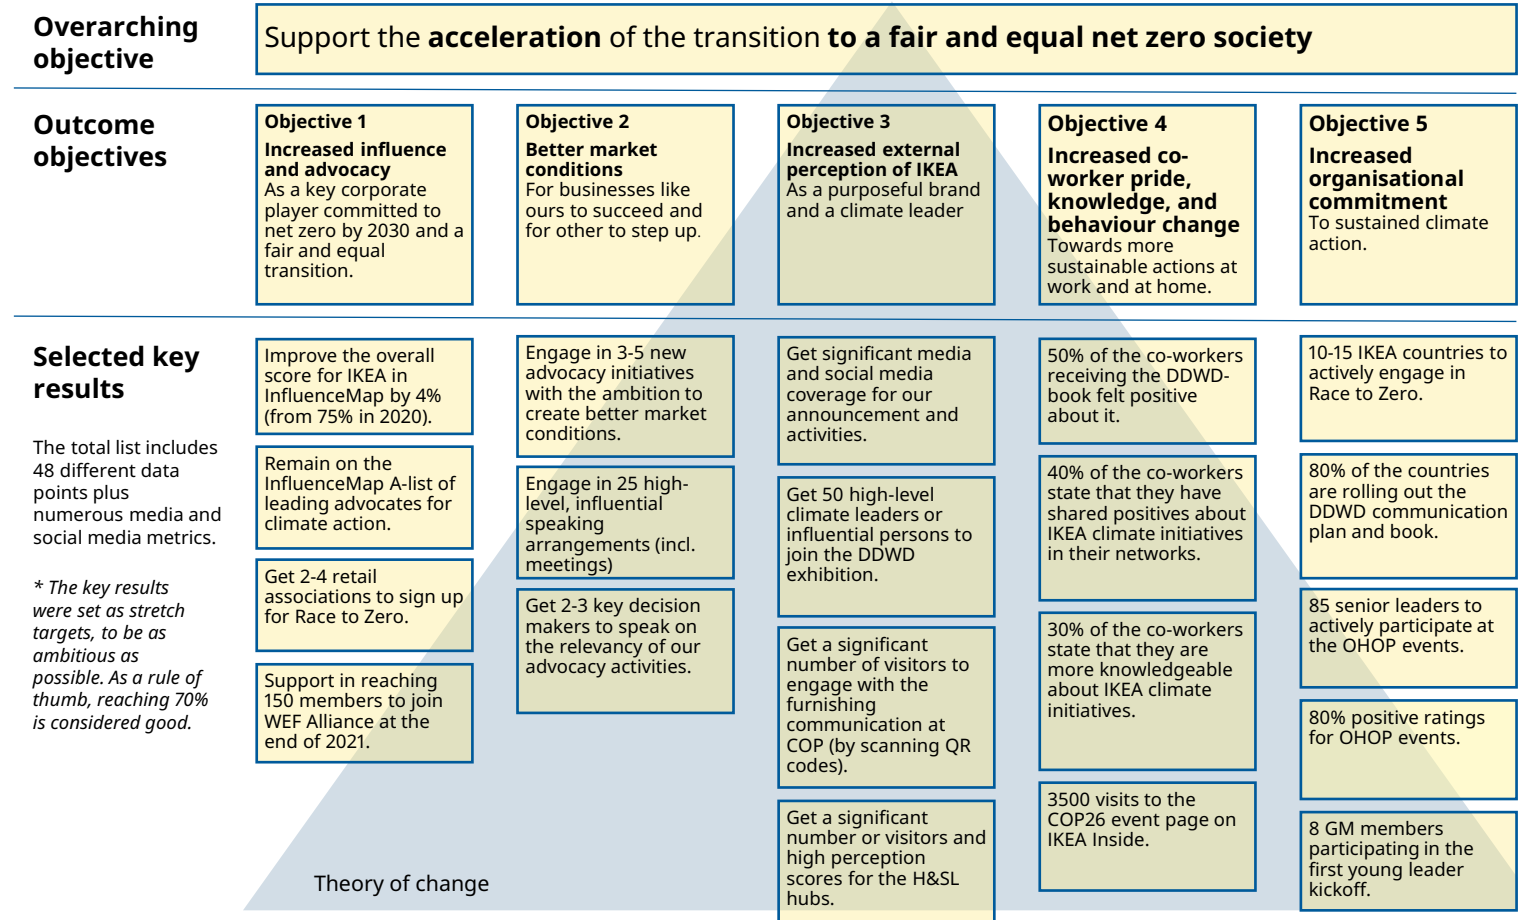 Overarching
objective
Support the acceleration of the transition to a fair and equal net zero society
Outcome
objectives
Objective 1
Increased influence
and advocacy
As a key corporate
player committed to
net zero by 2030 and a
fair and equal
transition.
Objective 2
Better market
conditions
For businesses like
ours to succeed and
for other to step up.
Objective 3
Increased external
perception of IKEA
As a purposeful brand
and a climate leader
Objective 4
Increased co-
worker pride,
knowledge, and
behaviour change
Towards more
sustainable actions at
work and at home.
Objective 5
Increased
organisational
commitment
To sustained climate
action.
Selected key
results
The total list includes
48 different data
points plus
numerous media and
social media metrics.
* The key results
were set as stretch
targets, to be as
ambitious as
possible. As a rule of
thumb, reaching 70%
is considered good.
Improve the overall
score for IKEA in
InfluenceMap by 4%
(from 75% in 2020).
Remain on the
InfluenceMap A-list of
leading advocates for
climate action.
Get 2-4 retail
associations to sign up
for Race to Zero.
Support in reaching
150 members to join
WEF Alliance at the
end of 2021.
Engage in 3-5 new
advocacy initiatives
with the ambition to
create better market
conditions.
Engage in 25 high-
level, influential
speaking
arrangements (incl.
meetings)
Get 2-3 key decision
makers to speak on
the relevancy of our
advocacy activities.
Get significant media
and social media
coverage for our
announcement and
activities.
Get 50 high-level
climate leaders or
influential persons to
join the DDWD
exhibition.
Get a significant
number of visitors to
engage with the
furnishing
communication at
COP (by scanning QR
codes).
Get a significant
number or visitors and
high perception
scores for the H&SL
hubs.
50% of the co-workers
receiving the DDWD-
book felt positive
about it.
40% of the co-workers
state that they have
shared positives about
IKEA climate initiatives
in their networks.
30% of the co-workers
state that they are
more knowledgeable
about IKEA climate
initiatives.
3500 visits to the
COP26 event page on
IKEA Inside.
10-15 IKEA countries to
actively engage in
Race to Zero.
80% of the countries
are rolling out the
DDWD communication
plan and book.
85 senior leaders to
actively participate at
the OHOP events.
80% positive ratings
for OHOP events.
8 GM members
participating in the
first young leader
kickoff.
Theory of change